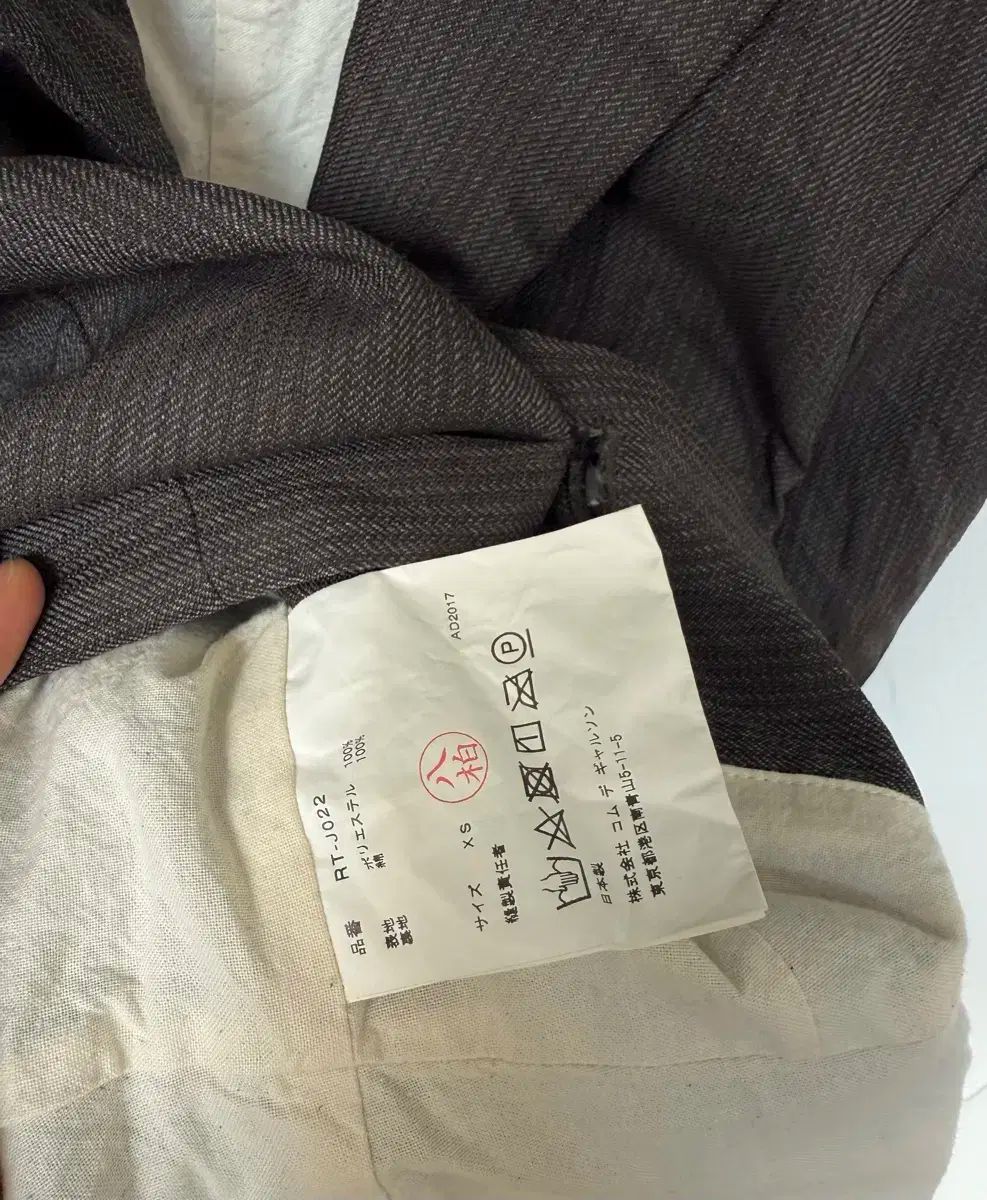 品番 RT-J022
表地 ポリエステル 100%
裏地 綿 100%
八
柏
サイズ XS
AD2017
縫製責任者
P
日本製
株式会社 コム デ ギャルソン
東京都港区南青山5-11-5